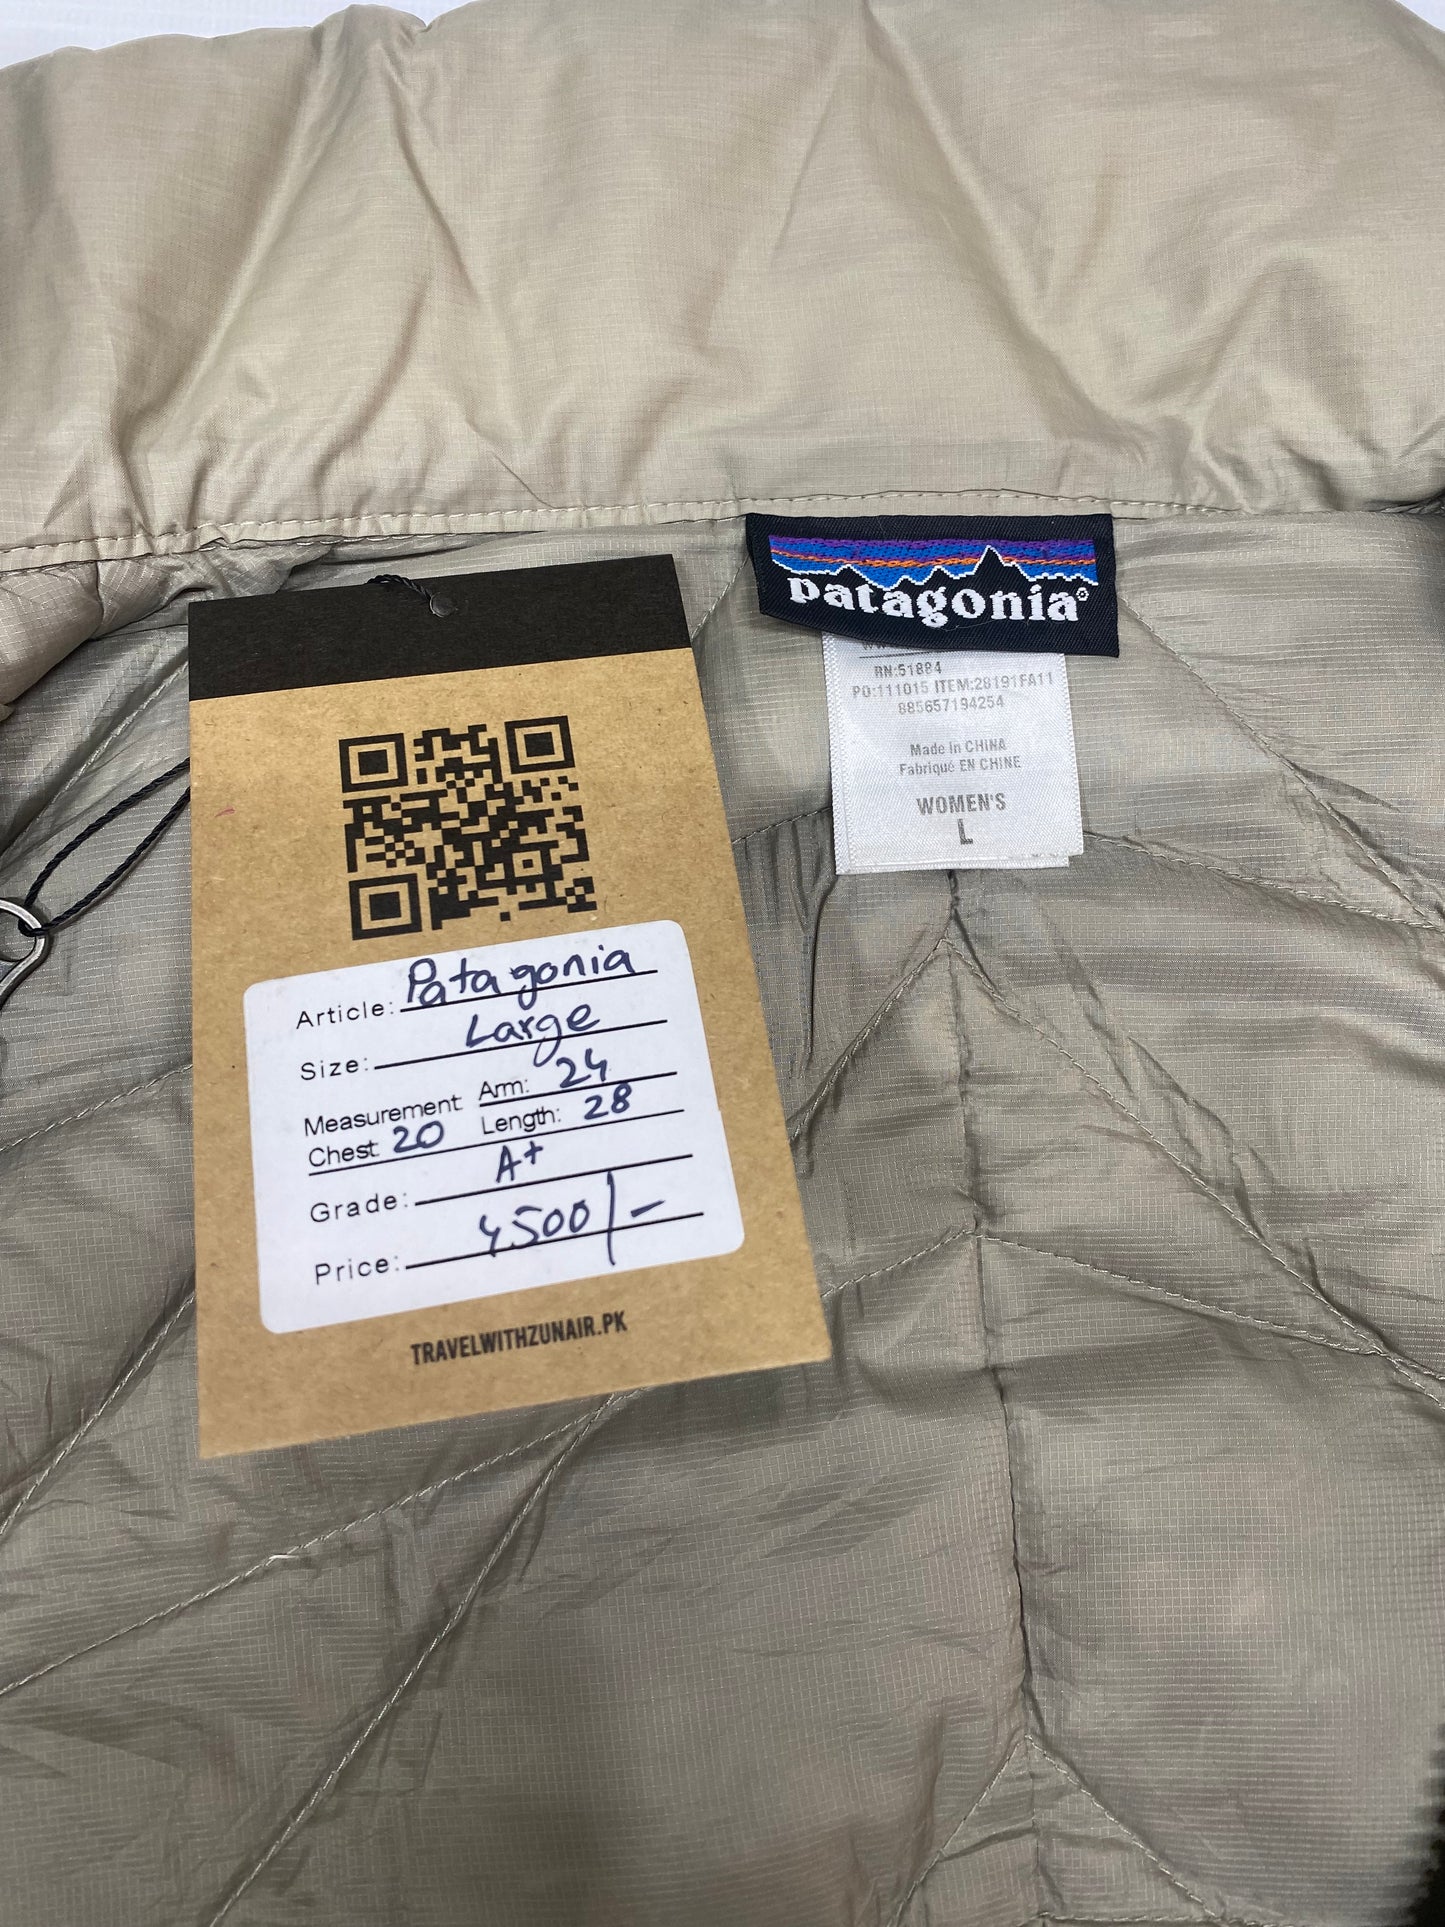 patagonia®
RN:51884
PO:111015 ITEM:28191FA11
885657194254
Made in CHINA
Fabriqué EN CHINE
WOMEN'S
L
Article: Patagonia
Size: Large
Measurement Arm: 24
Chest: 20 Length: 28
Grade: A+
Price: 4500/-
TRAVELWITHZUNAIR.PK